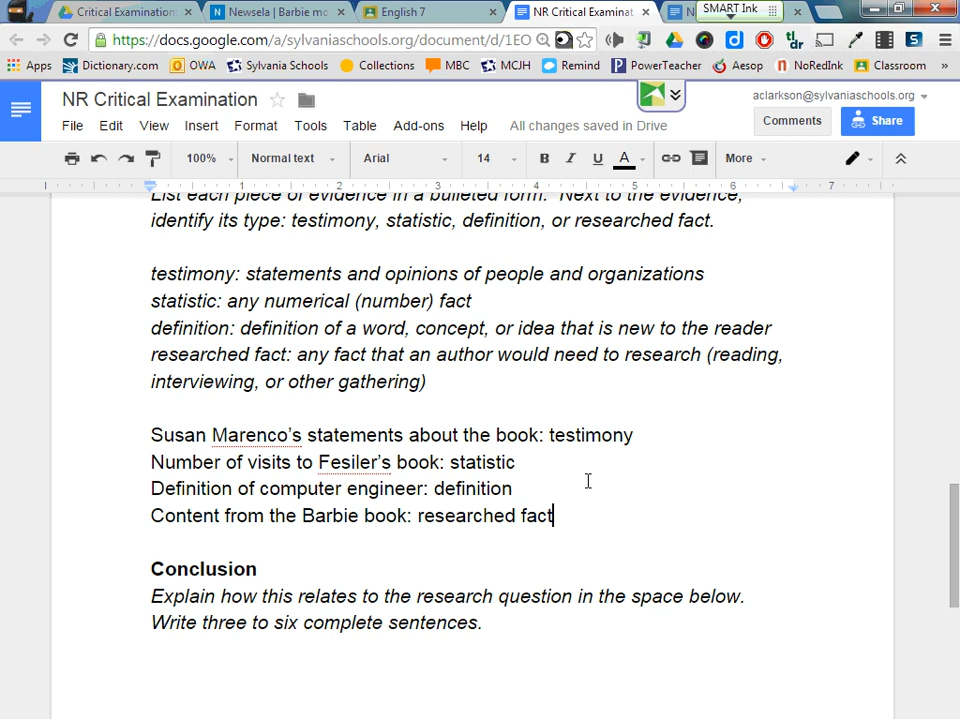 Critical Examination
Newsela | Barbie mo
English 7
NR Critical Examinat
N
SMART Ink
https://docs.google.com/a/sylvaniaschools.org/document/d/1EO
Apps
Dictionary.com
OWA
Sylvania Schools
Collections
MBC
MCJH
Remind
PowerTeacher
Aesop
NoRedInk
Classroom
»
NR Critical Examination
aclarkson@sylvaniaschools.org
File Edit View Insert Format Tools Table Add-ons Help All changes saved in Drive
Comments
Share
100% Normal text Arial 14 B I U A More
1 2 3 4 5 6 7
List each piece of evidence in a bulleted form. Next to the evidence,
identify its type: testimony, statistic, definition, or researched fact.
testimony: statements and opinions of people and organizations
statistic: any numerical (number) fact
definition: definition of a word, concept, or idea that is new to the reader
researched fact: any fact that an author would need to research (reading,
interviewing, or other gathering)
Susan Marenco’s statements about the book: testimony
Number of visits to Fesiler’s book: statistic
Definition of computer engineer: definition
Content from the Barbie book: researched fact
Conclusion
Explain how this relates to the research question in the space below.
Write three to six complete sentences.